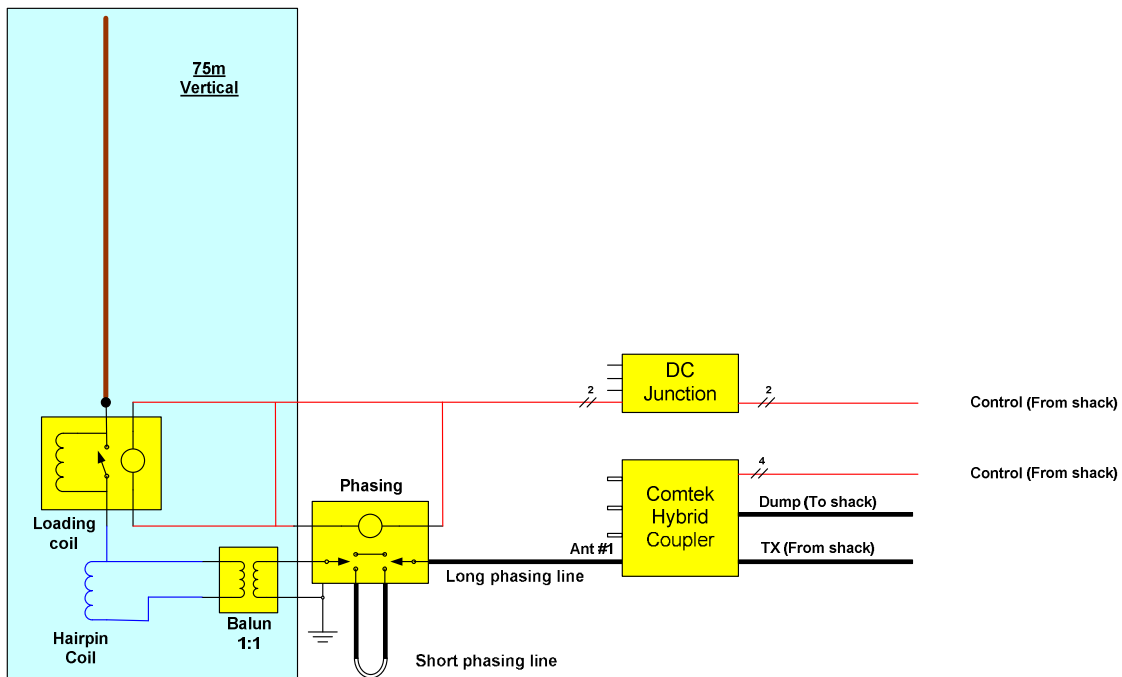 75m
Vertical
DC
Junction
2
2
Control (From shack)
4
Control (From shack)
Phasing
Comtek
Hybrid
Coupler
Dump (To shack)
Loading
coil
Ant #1
TX (From shack)
Long phasing line
Balun
1:1
Hairpin
Coil
Short phasing line